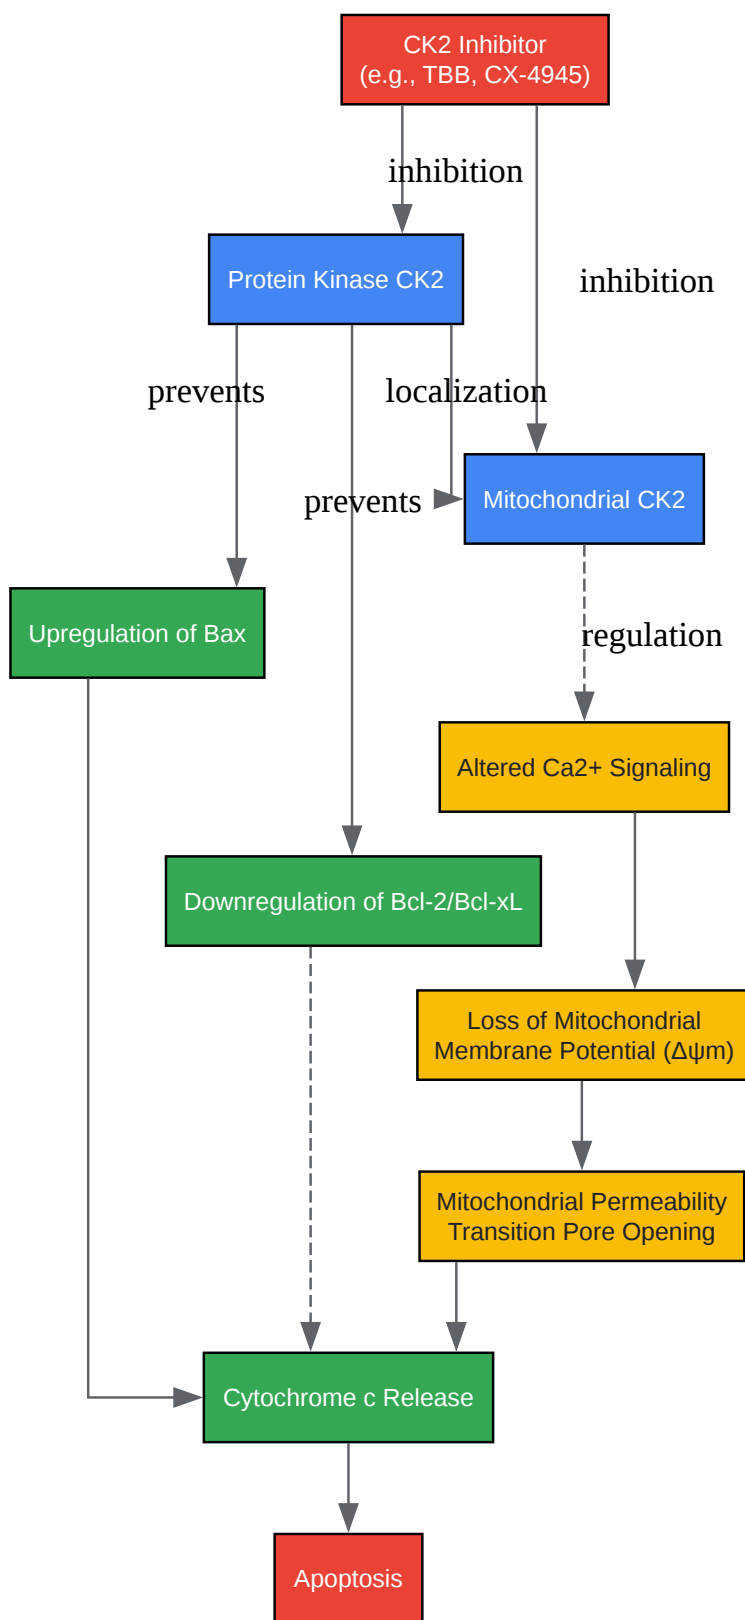 CK2 Inhibitor
(e.g., TBB, CX-4945)
inhibition
Protein Kinase CK2
inhibition
prevents
localization
prevents
Mitochondrial CK2
Upregulation of Bax
regulation
Altered Ca2+ Signaling
Downregulation of Bcl-2/Bcl-xL
Loss of Mitochondrial
Membrane Potential (Δψm)
Mitochondrial Permeability
Transition Pore Opening
Cytochrome c Release
Apoptosis